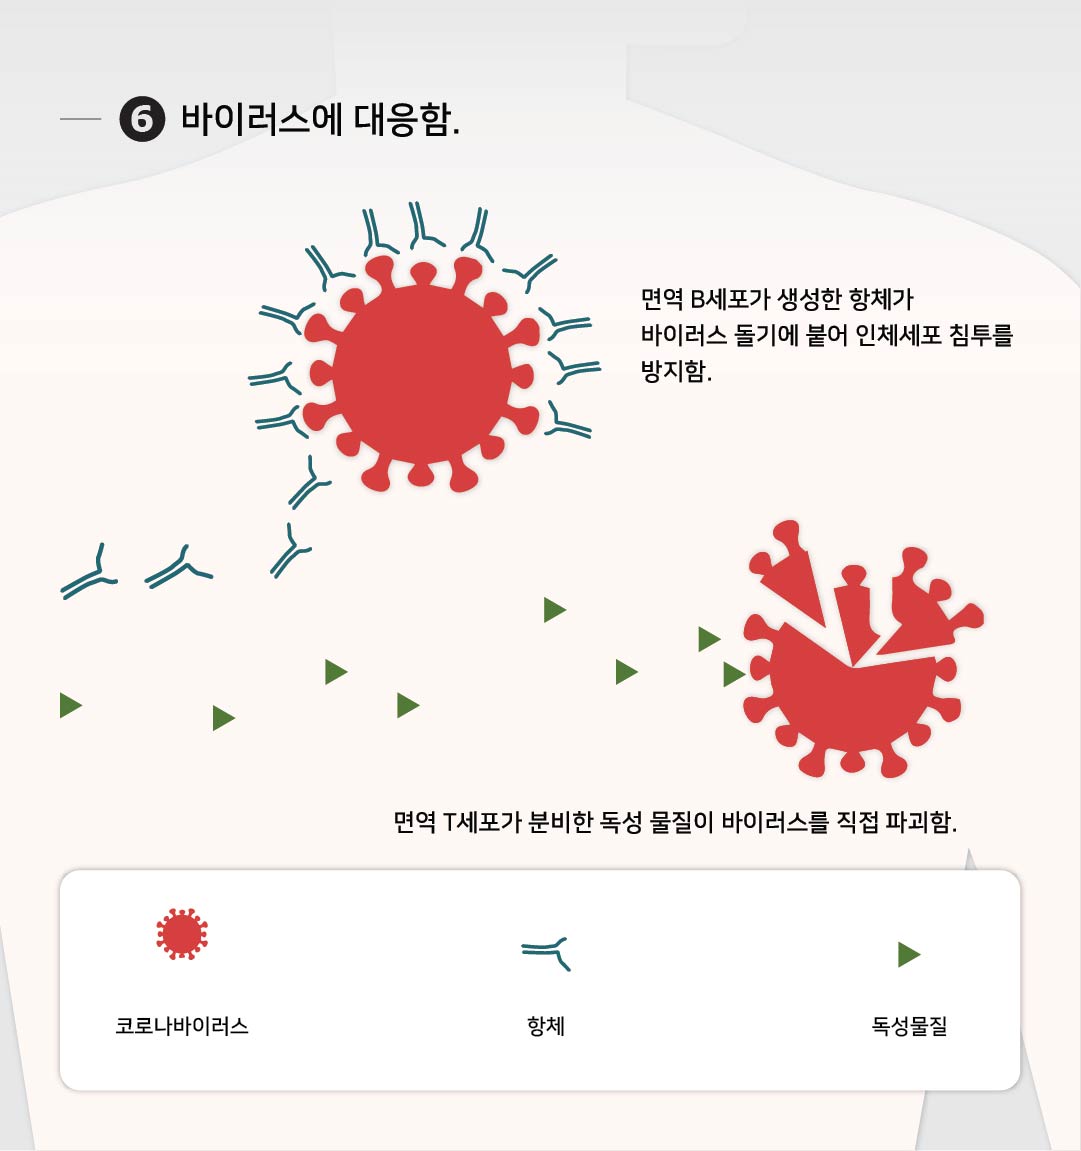 6 바이러스에 대응함.
면역 B세포가 생성한 항체가
바이러스 돌기에 붙어 인체세포 침투를
방지함.
면역 T세포가 분비한 독성 물질이 바이러스를 직접 파괴함.
코로나바이러스
항체
독성물질